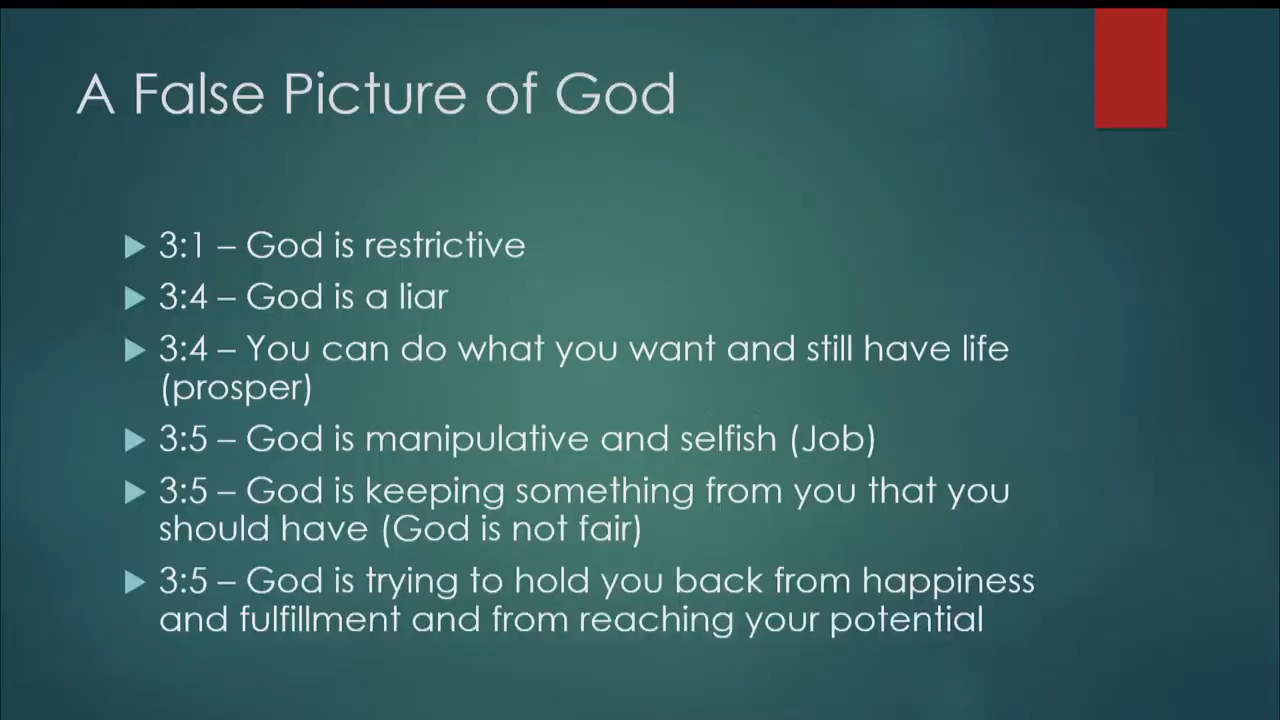 A False Picture of God
3:1 – God is restrictive
3:4 – God is a liar
3:4 – You can do what you want and still have life
(prosper)
3:5 – God is manipulative and selfish (Job)
3:5 – God is keeping something from you that you
should have (God is not fair)
3:5 – God is trying to hold you back from happiness
and fulfillment and from reaching your potential